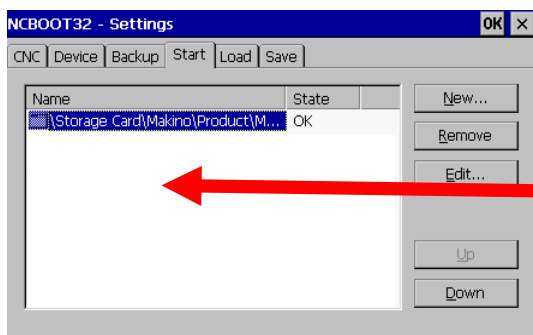 NCBOOT32 - Settings OK ×
CNC Device Backup Start Load Save
Name State
\Storage Card\Makino\Product\M... OK
New...
Remove
Edit...
Up
Down